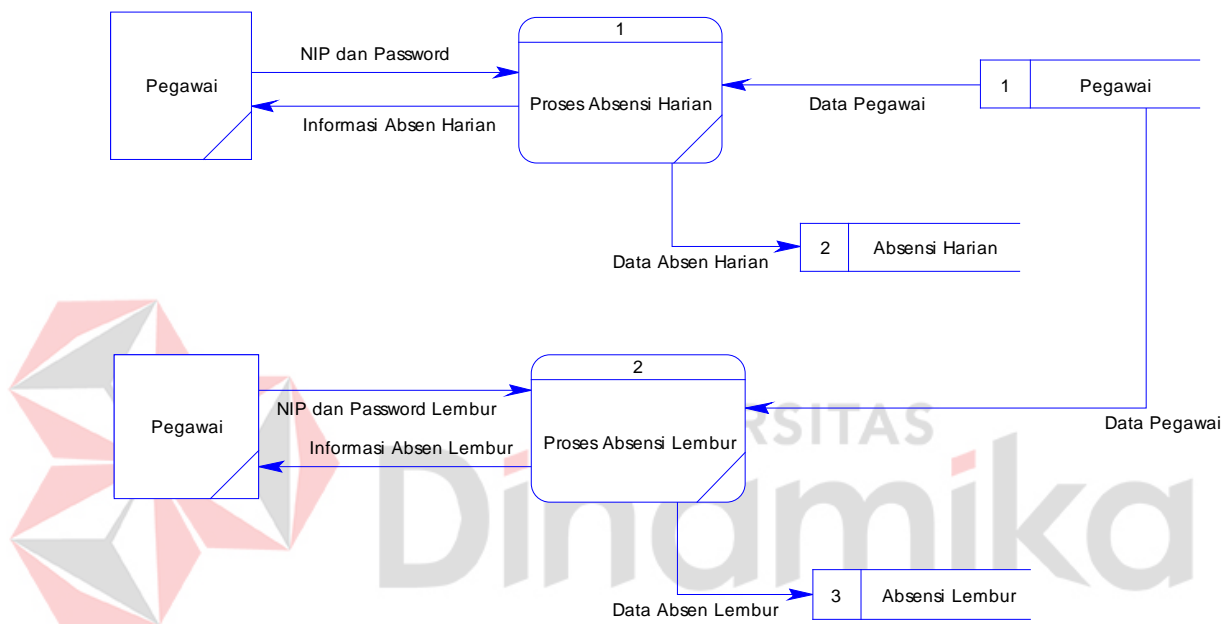 1
NIP dan Password
Pegawai
Proses Absensi Harian
1
Pegawai
Data Pegawai
Informasi Absen Harian
2
Absensi Harian
Data Absen Harian
2
NIP dan Password Lembur
RSITAS
Data Pegawai
Pegawai
Informasi Absen Lembur
Proses Absensi Lembur
Dinamika
3
Absensi Lembur
Data Absen Lembur